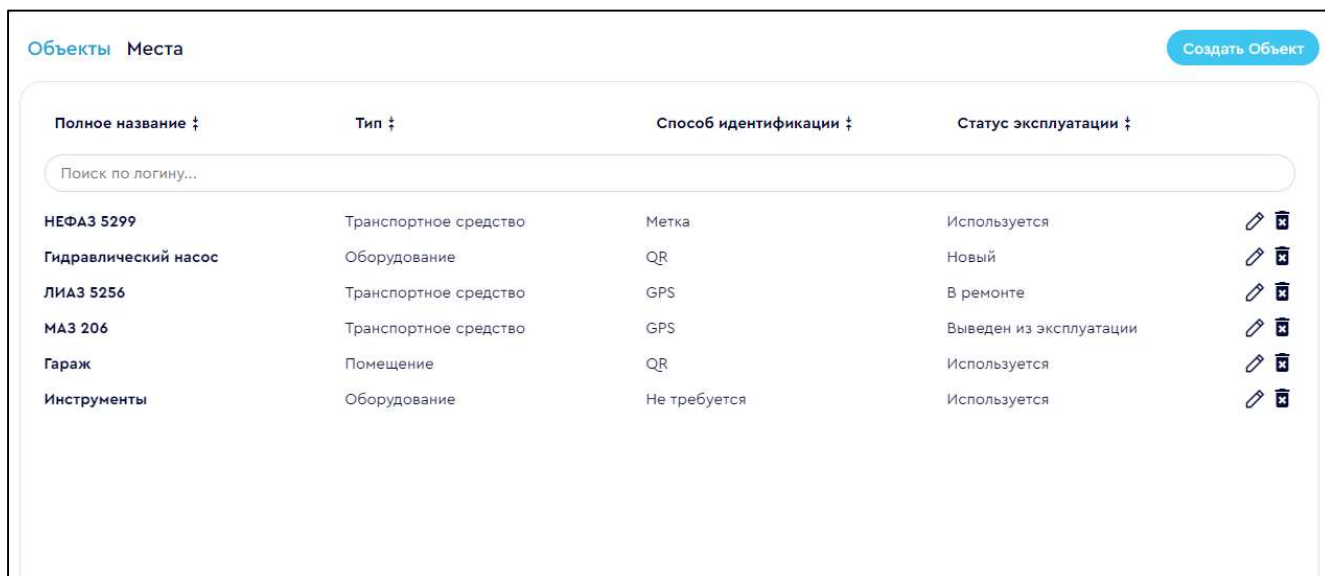 Объекты Места Создать Объект
Полное название Тип Способ идентификации Статус эксплуатации
Поиск по логину...
НЕФАЗ 5299 Транспортное средство Метка Используется
Гидравлический насос Оборудование QR Новый
ЛИАЗ 5256 Транспортное средство GPS В ремонте
МАЗ 206 Транспортное средство GPS Выведен из эксплуатации
Гараж Помещение QR Используется
Инструменты Оборудование Не требуется Используется